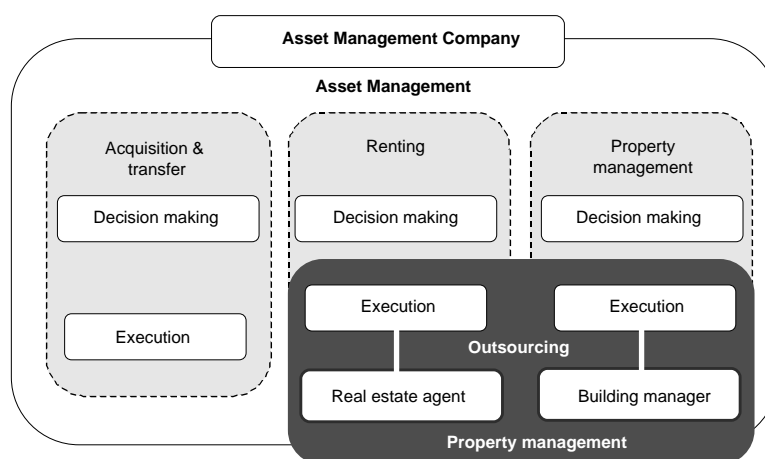 Asset Management Company
Asset Management
Acquisition &
transfer
Renting
Property
management
Decision making
Decision making
Decision making
Execution
Execution
Execution
Outsourcing
Real estate agent
Building manager
Property management